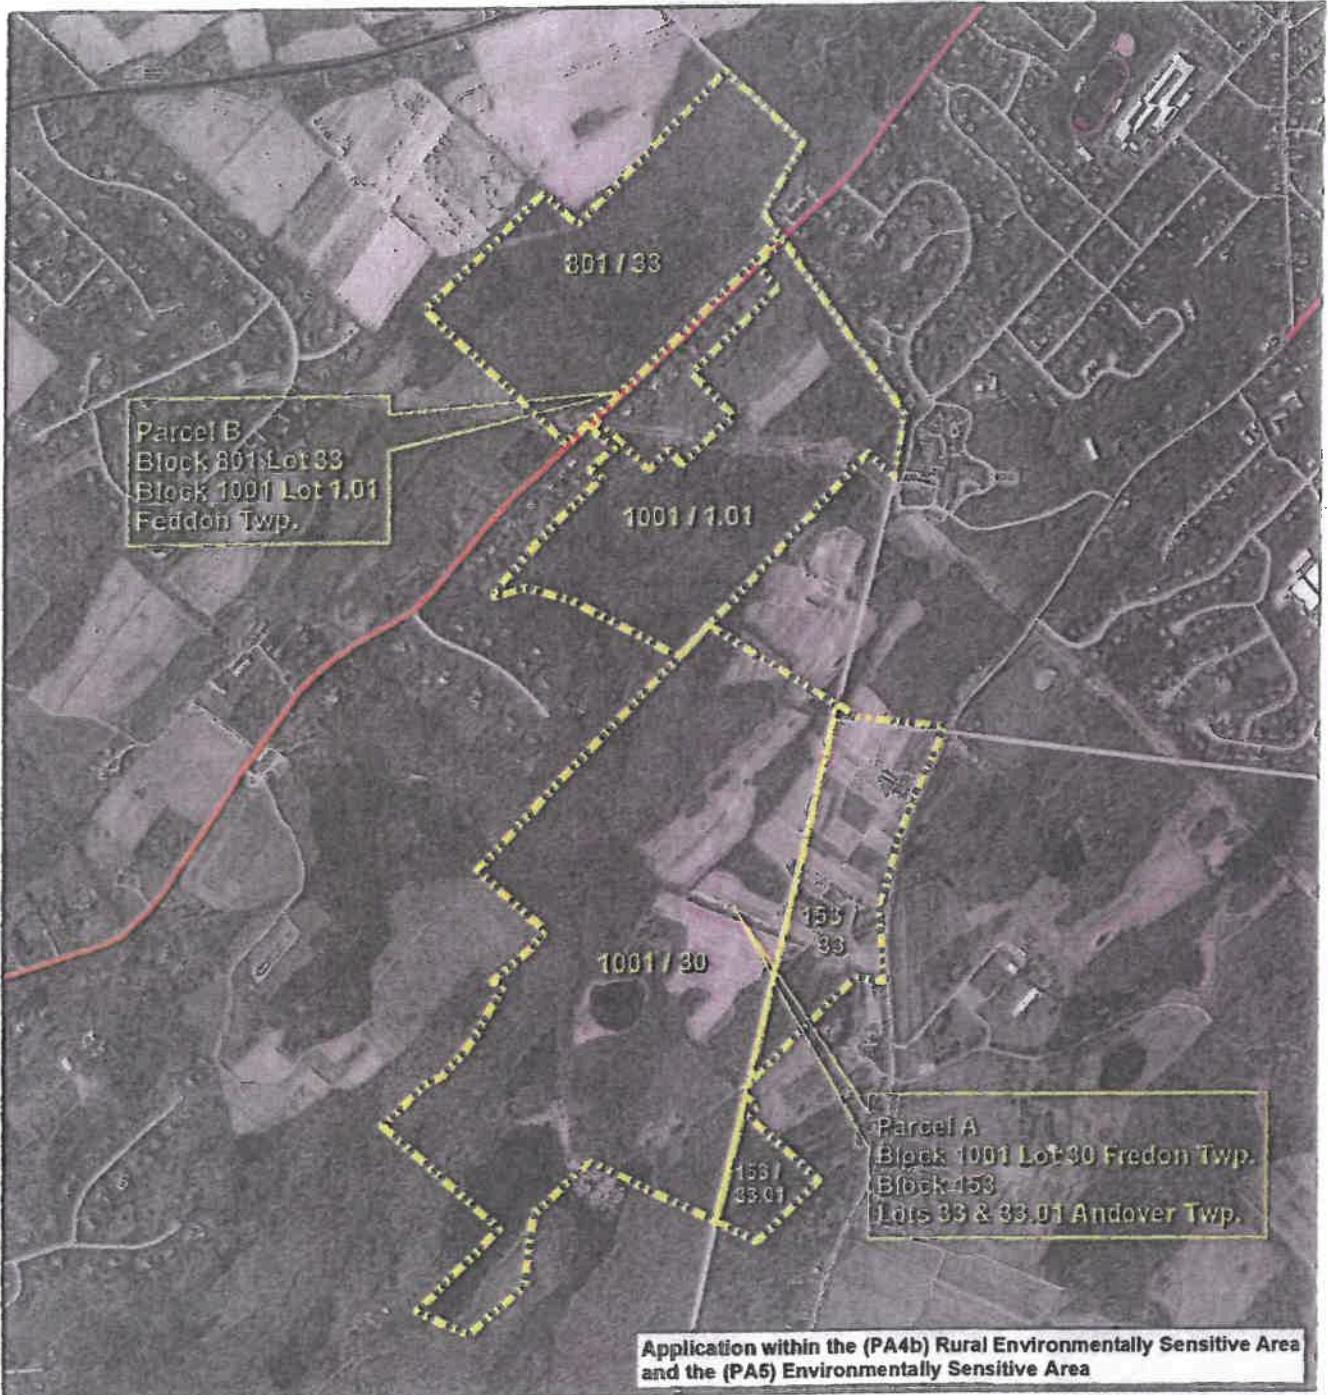 801 / 33
Parcel B
Block 801 Lot 33
Block 1001 Lot 1.01
Feddon Twp.
1001 / 1.01
153 /
33
1001 / 30
Parcel A
Block 1001 Lot 30 Fredon Twp.
Block 153
Lots 33 & 33.01 Andover Twp.
153 /
33.01
Application within the (PA4b) Rural Environmentally Sensitive Area
and the (PA5) Environmentally Sensitive Area